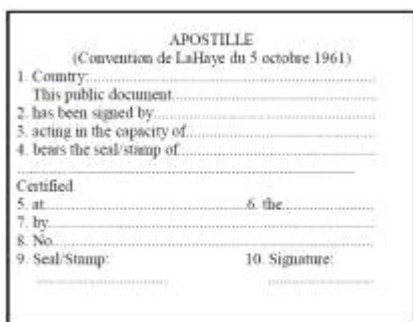 APOSTILLE
(Convention de LaHaye du 5 octobre 1961)
1. Country:..............................
This public document..............................
2. has been signed by..............................
3. acting in the capacity of..............................
4. bears the seal/stamp of..............................
............................................................
Certified
5. at.............................. 6. the....................
7. by..............................
8. No..............................
9. Seal/Stamp: 10. Signature:
.............................. ..............................